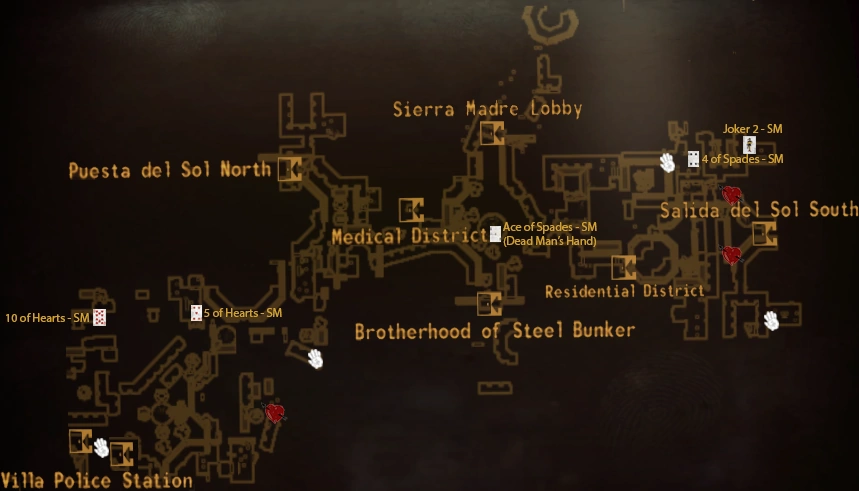 Sierra Madre Lobby
Joker 2 - SM
4 of Spades - SM
Puesta del Sol North
Salida del Sol South
Medical District
Ace of Spades - SM
(Dead Man's Hand)
Residential District
10 of Hearts - SM
5 of Hearts - SM
Brotherhood of Steel Bunker
Villa Police Station